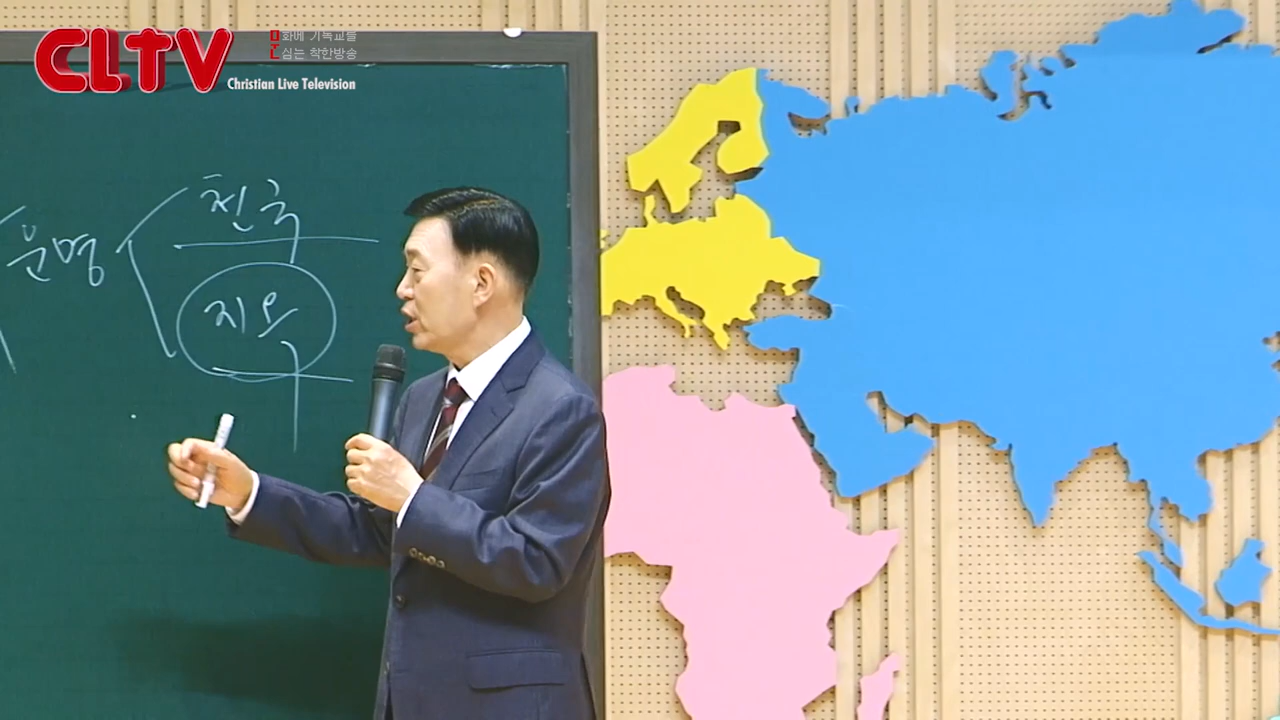 CLTV
문화에 기독교를
심는 착한방송
Christian Live Television
운명
천국
지옥